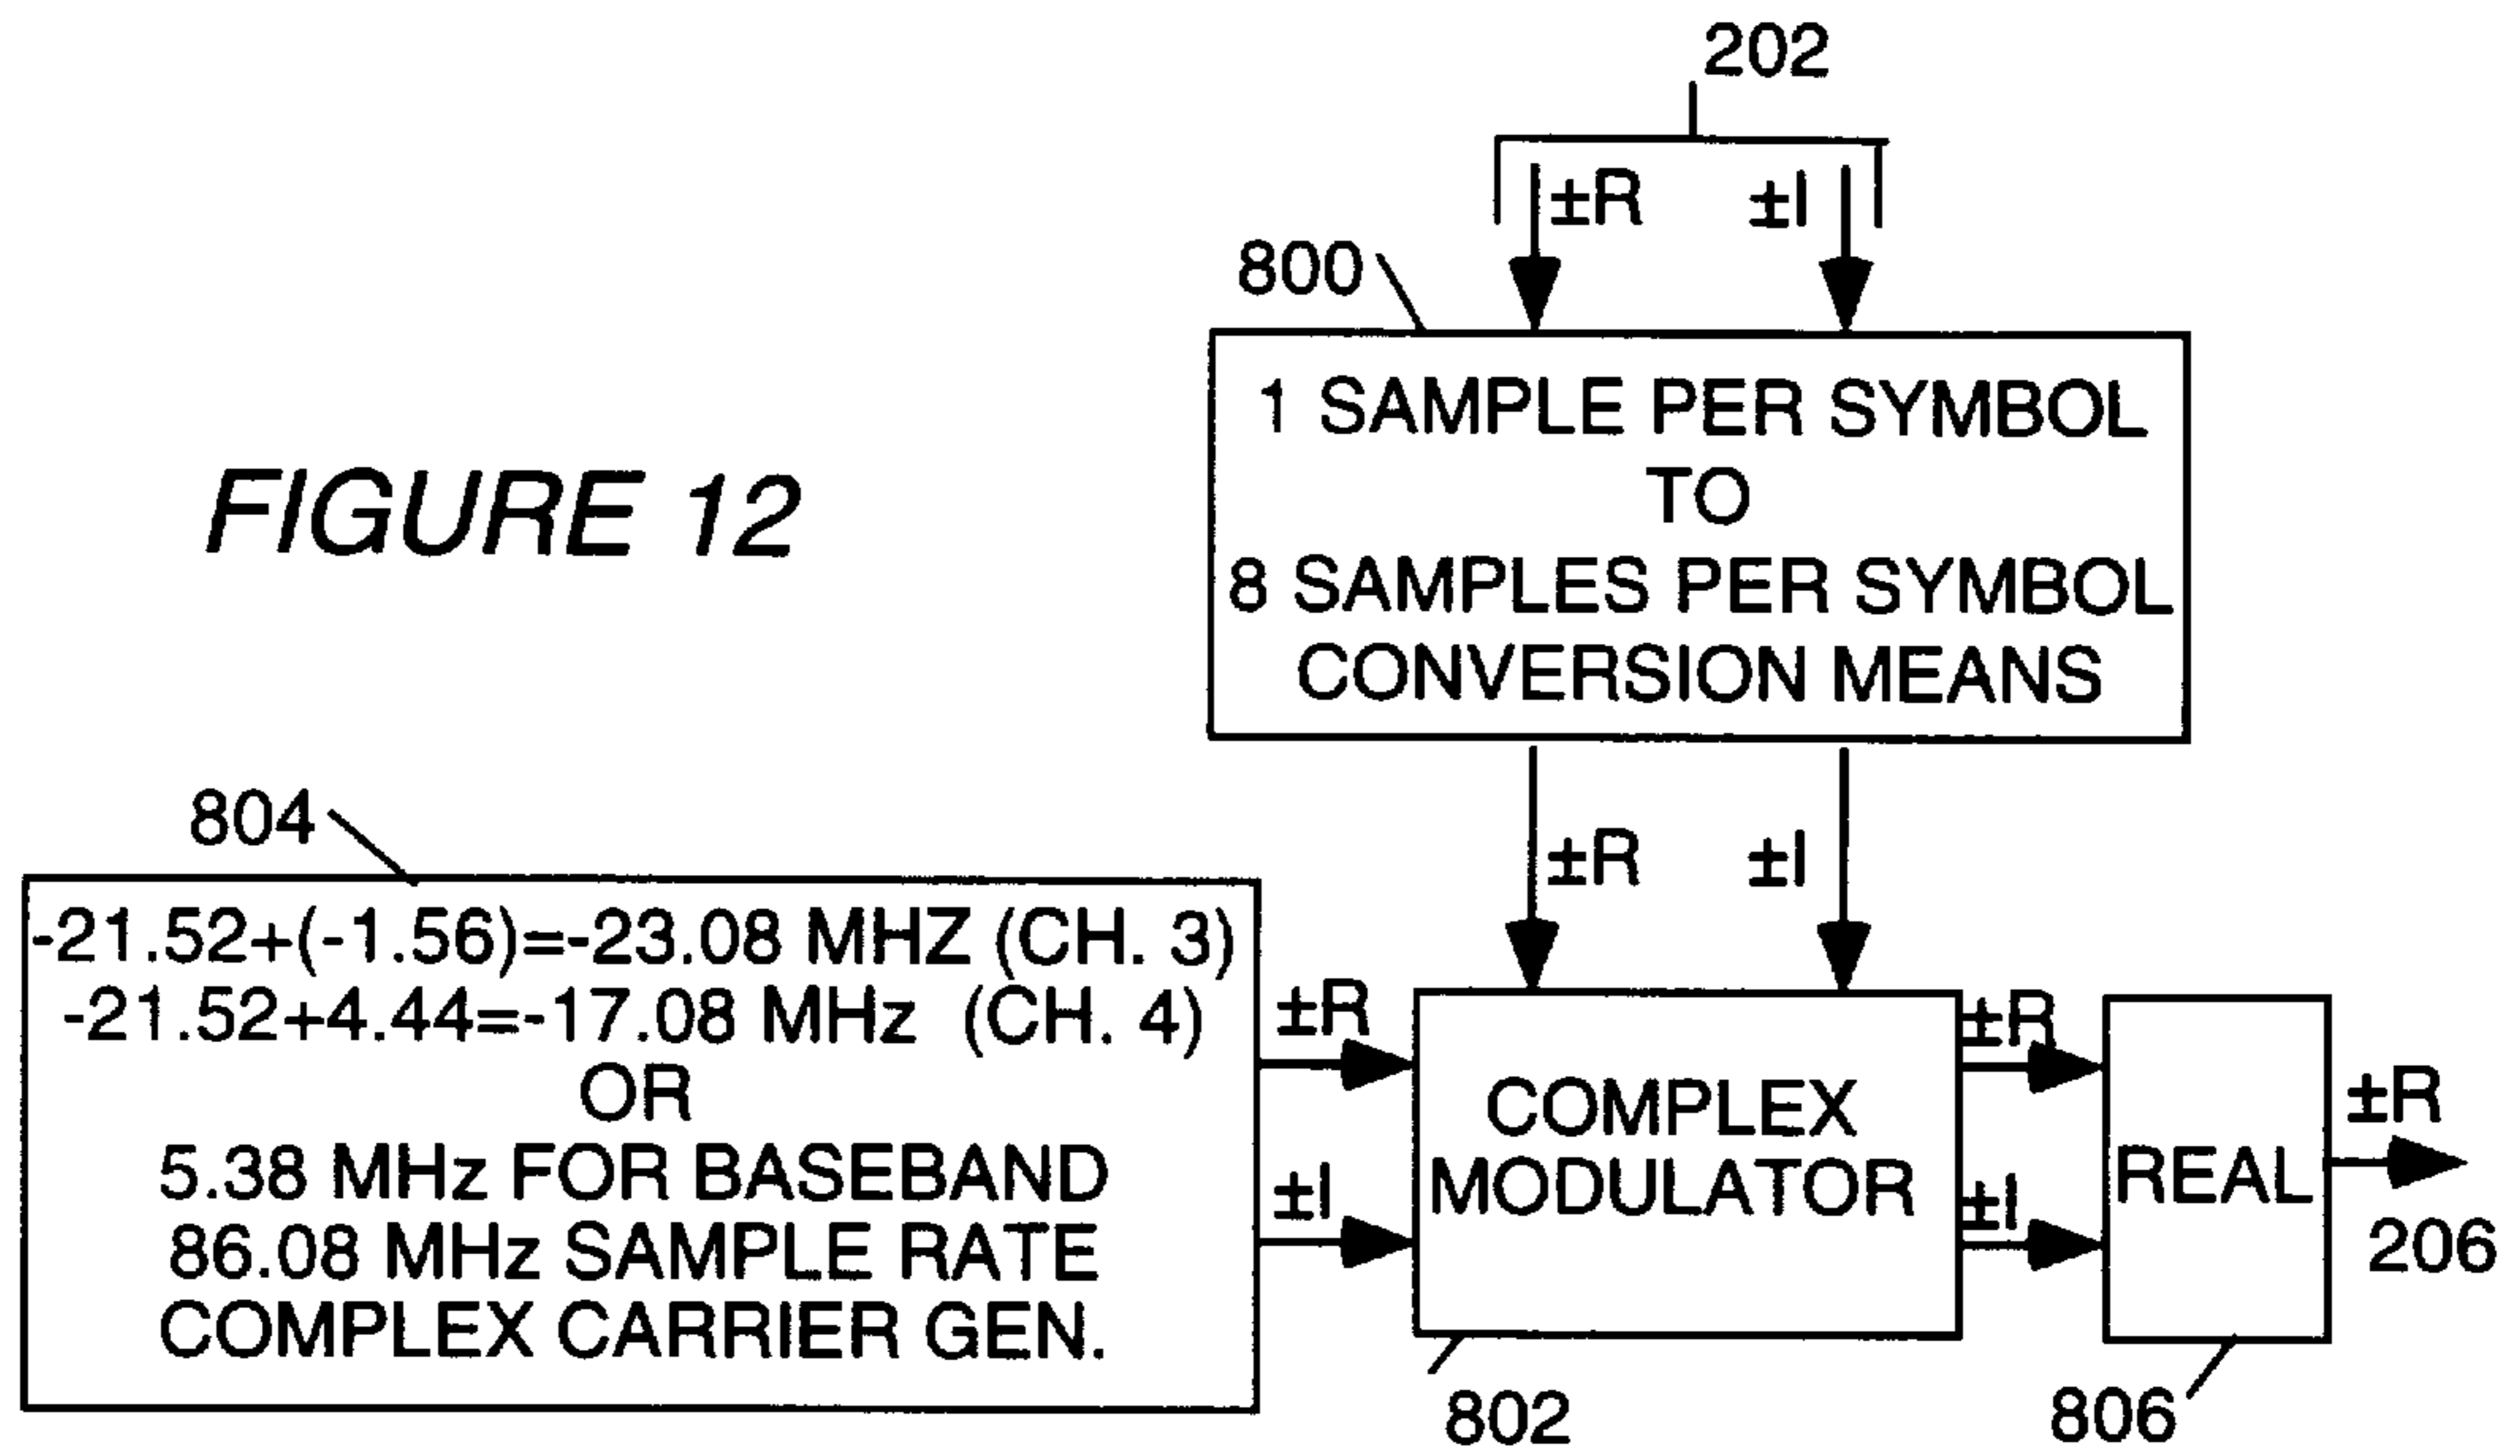 202
±R ±I
800
1 SAMPLE PER SYMBOL
TO
8 SAMPLES PER SYMBOL
CONVERSION MEANS
FIGURE 12
±R ±I
804
-21.52+(-1.56)=-23.08 MHZ (CH. 3)
-21.52+4.44=-17.08 MHz (CH. 4)
OR
5.38 MHz FOR BASEBAND
86.08 MHz SAMPLE RATE
COMPLEX CARRIER GEN.
±R
±I
COMPLEX
MODULATOR
802
±R
±I
REAL
806
±R
206